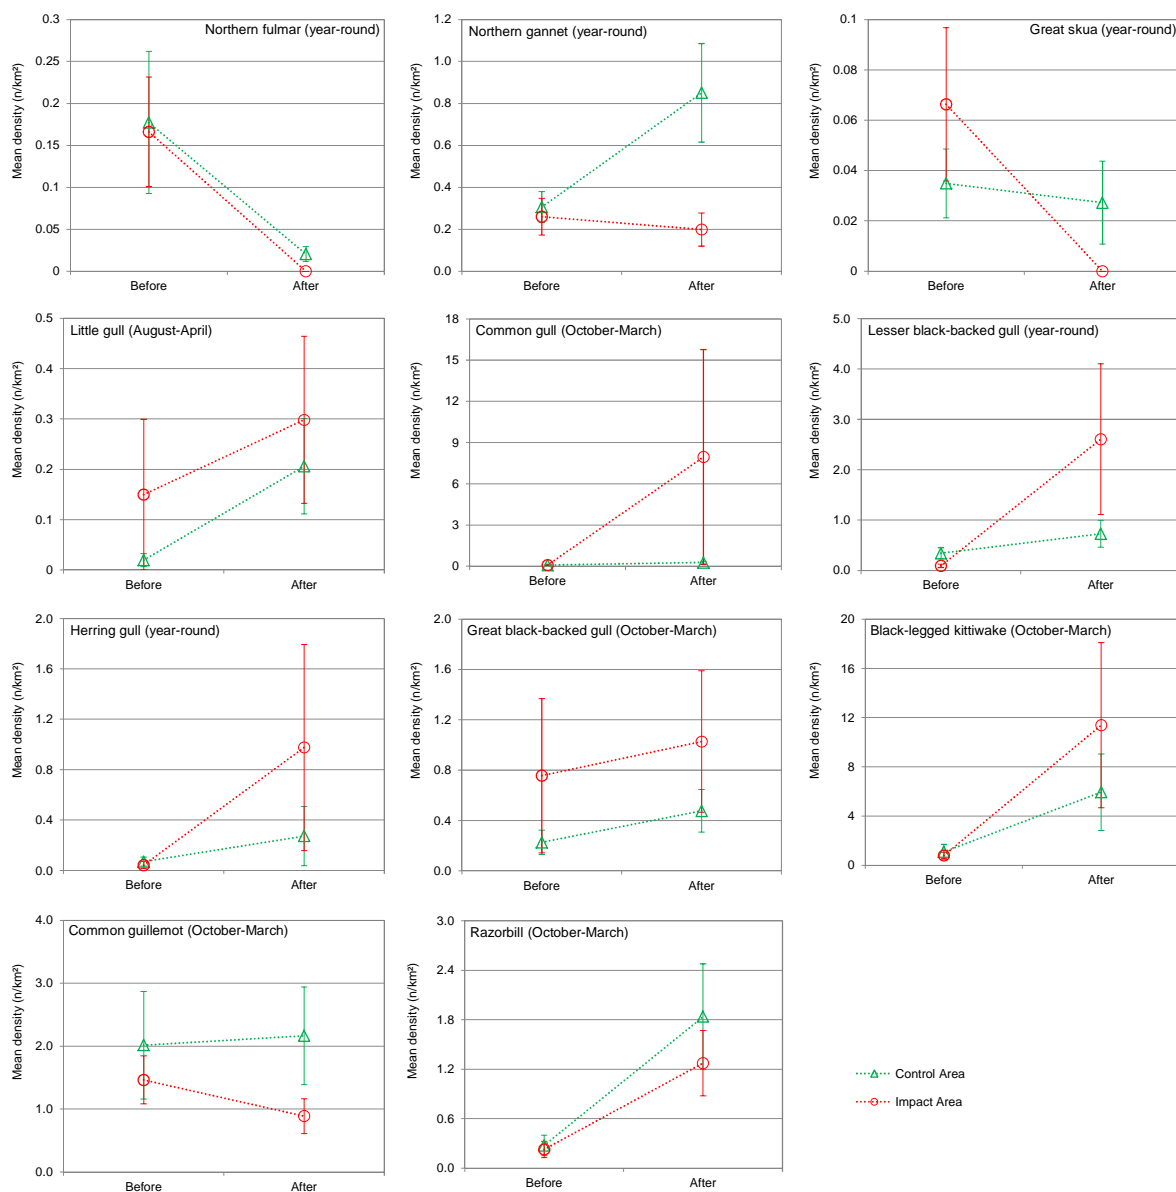 Northern fulmar (year-round)
Mean density (n/km²)
0.3
0.25
0.2
0.15
0.1
0.05
0
Before
After
Northern gannet (year-round)
Mean density (n/km²)
1.2
1.0
0.8
0.6
0.4
0.2
0.0
Before
After
Great skua (year-round)
Mean density (n/km²)
0.1
0.08
0.06
0.04
0.02
0
Before
After
Little gull (August-April)
Mean density (n/km²)
0.5
0.4
0.3
0.2
0.1
0
Before
After
Common gull (October-March)
Mean density (n/km²)
18
15
12
9
6
3
0
Before
After
Lesser black-backed gull (year-round)
Mean density (n/km²)
5.0
4.0
3.0
2.0
1.0
0.0
Before
After
Herring gull (year-round)
Mean density (n/km²)
2.0
1.6
1.2
0.8
0.4
0.0
Before
After
Great black-backed gull (October-March)
Mean density (n/km²)
2.0
1.6
1.2
0.8
0.4
0.0
Before
After
Black-legged kittiwake (October-March)
Mean density (n/km²)
20
16
12
8
4
0
Before
After
Common guillemot (October-March)
Mean density (n/km²)
4.0
3.0
2.0
1.0
0.0
Before
After
Razorbill (October-March)
Mean density (n/km²)
3.0
2.4
1.8
1.2
0.6
0.0
Before
After
Control Area
Impact Area